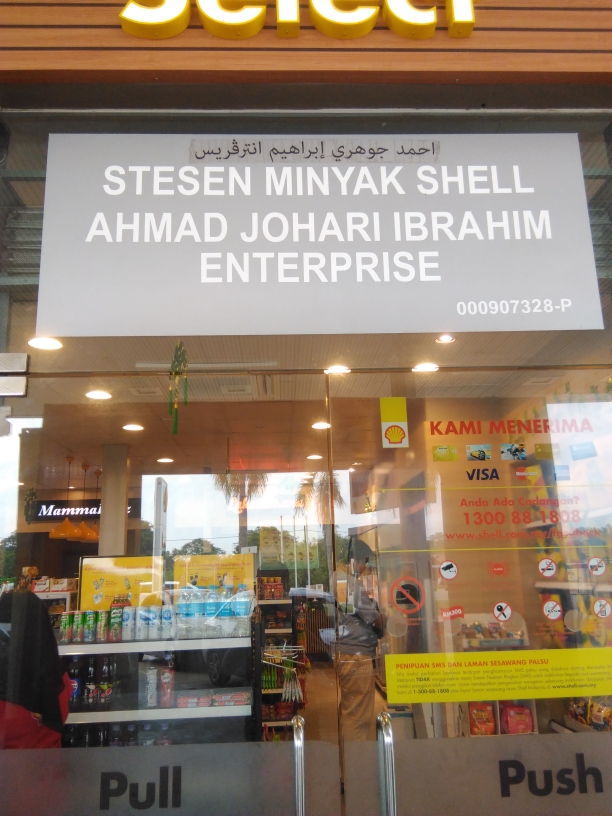 Select
احمد جوهري إبراهيم انترڤريس
STESEN MINYAK SHELL
AHMAD JOHARI IBRAHIM
ENTERPRISE
000907328-P
KAMI MENERIMA
VISA
Anda Ada Cadangan?
1300 88 1808
PENIPUAN SMS DAN LAMAN SESAWANG PALSU
Pull
Push